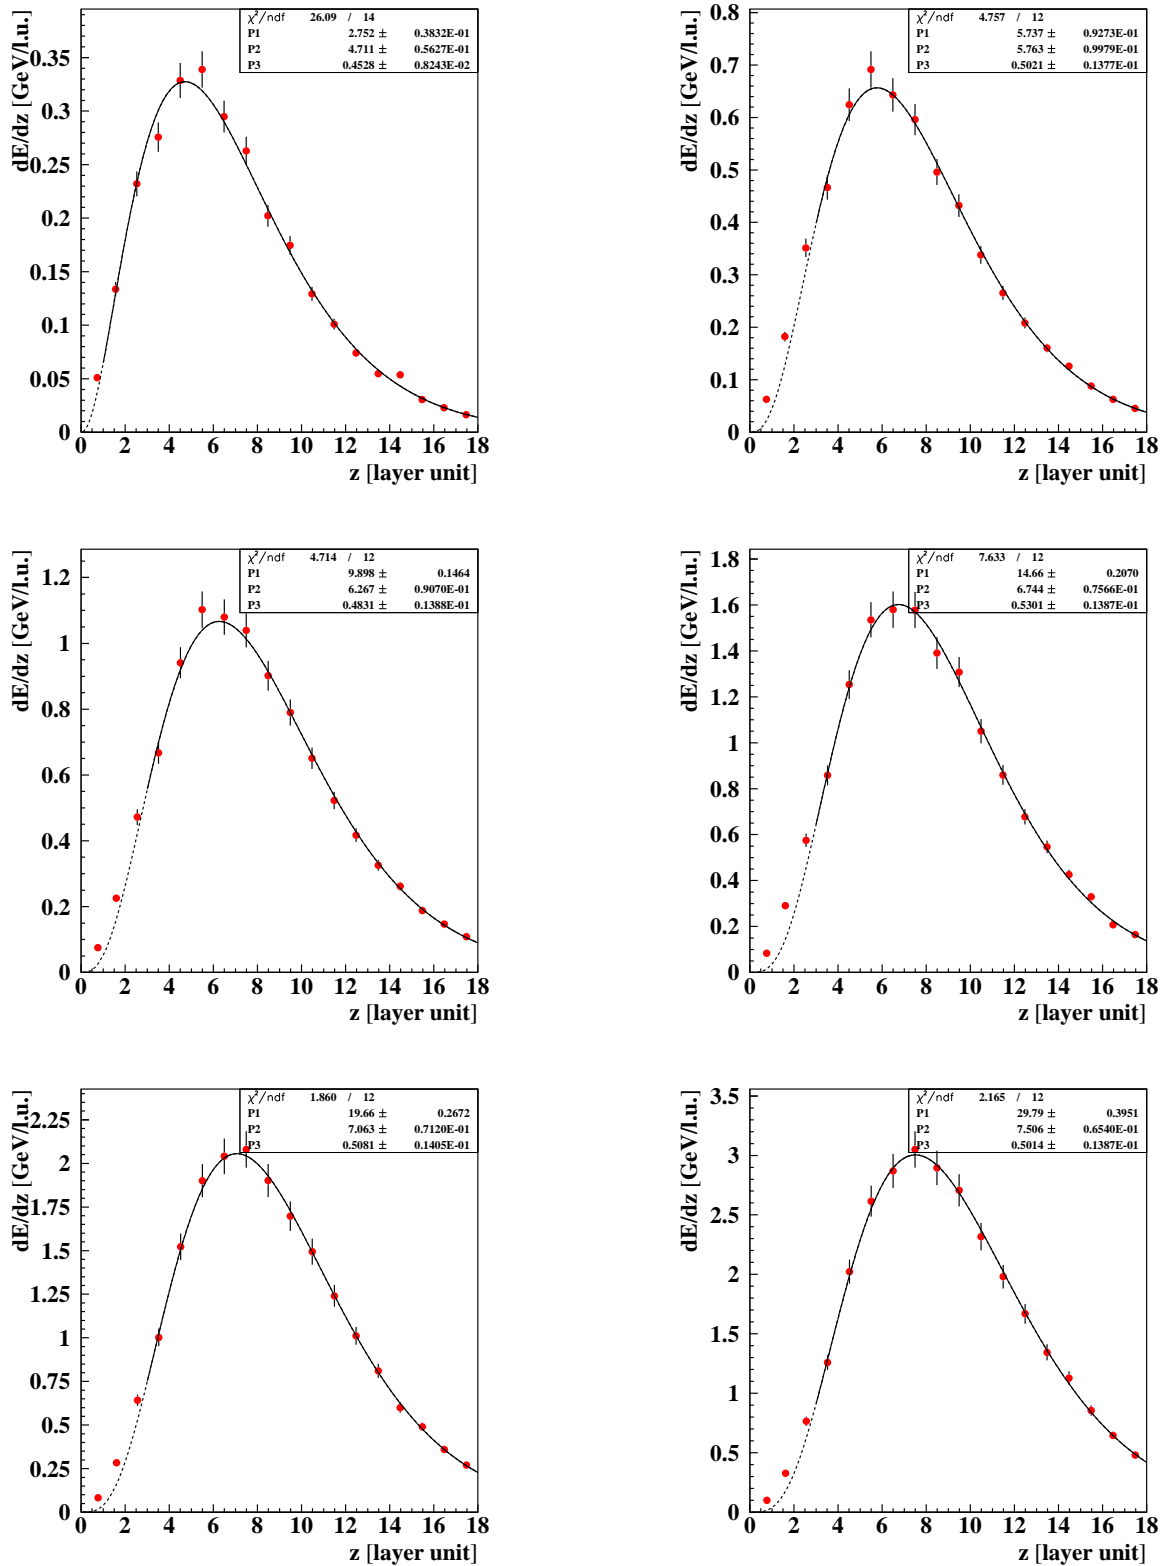 χ²/ndf 26.09 / 14
P1 2.752 ± 0.3832E-01
P2 4.711 ± 0.5627E-01
P3 0.4528 ± 0.8243E-02
dE/dz [GeV/l.u.]
0.35
0.3
0.25
0.2
0.15
0.1
0.05
0
0 2 4 6 8 10 12 14 16 18
z [layer unit]
χ²/ndf 4.757 / 12
P1 5.737 ± 0.9273E-01
P2 5.763 ± 0.9979E-01
P3 0.5021 ± 0.1377E-01
dE/dz [GeV/l.u.]
0.8
0.7
0.6
0.5
0.4
0.3
0.2
0.1
0
0 2 4 6 8 10 12 14 16 18
z [layer unit]
χ²/ndf 4.714 / 12
P1 9.898 ± 0.1464
P2 6.267 ± 0.9070E-01
P3 0.4831 ± 0.1388E-01
dE/dz [GeV/l.u.]
1.2
1
0.8
0.6
0.4
0.2
0
0 2 4 6 8 10 12 14 16 18
z [layer unit]
χ²/ndf 7.633 / 12
P1 14.66 ± 0.2070
P2 6.744 ± 0.7566E-01
P3 0.5301 ± 0.1387E-01
dE/dz [GeV/l.u.]
1.8
1.6
1.4
1.2
1
0.8
0.6
0.4
0.2
0
0 2 4 6 8 10 12 14 16 18
z [layer unit]
χ²/ndf 1.860 / 12
P1 19.66 ± 0.2672
P2 7.063 ± 0.7120E-01
P3 0.5081 ± 0.1405E-01
dE/dz [GeV/l.u.]
2.25
2
1.75
1.5
1.25
1
0.75
0.5
0.25
0
0 2 4 6 8 10 12 14 16 18
z [layer unit]
χ²/ndf 2.165 / 12
P1 29.79 ± 0.3951
P2 7.506 ± 0.6540E-01
P3 0.5014 ± 0.1387E-01
dE/dz [GeV/l.u.]
3.5
3
2.5
2
1.5
1
0.5
0
0 2 4 6 8 10 12 14 16 18
z [layer unit]